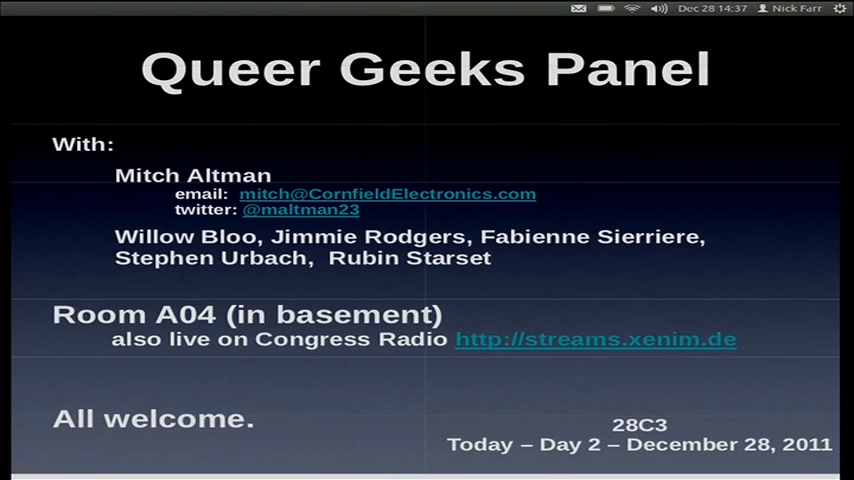 Dec 28 14:37 Nick Farr
Queer Geeks Panel
With:
Mitch Altman
email: mitch@CornfieldElectronics.com
twitter: @maltman23
Willow Bloo, Jimmie Rodgers, Fabienne Sierriere,
Stephen Urbach, Rubin Starset
Room A04 (in basement)
also live on Congress Radio http://streams.xenim.de
All welcome.
28C3
Today – Day 2 – December 28, 2011